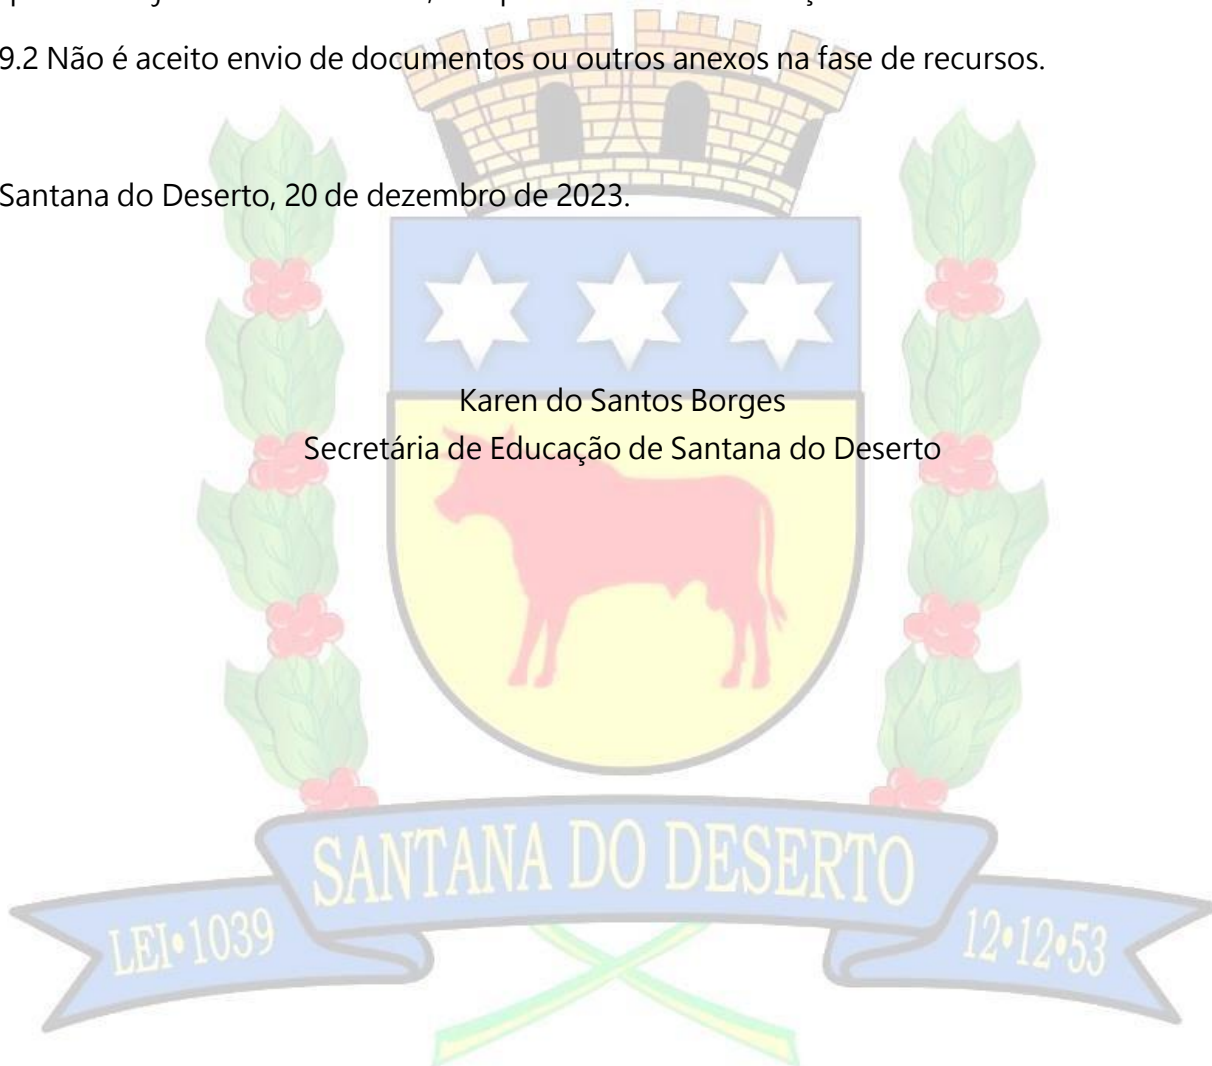 9.2 Não é aceito envio de documentos ou outros anexos na fase de recursos.
Santana do Deserto, 20 de dezembro de 2023.
Karen do Santos Borges
Secretária de Educação de Santana do Deserto
SANTANA DO DESERTO
LEI•1039
12•12•53